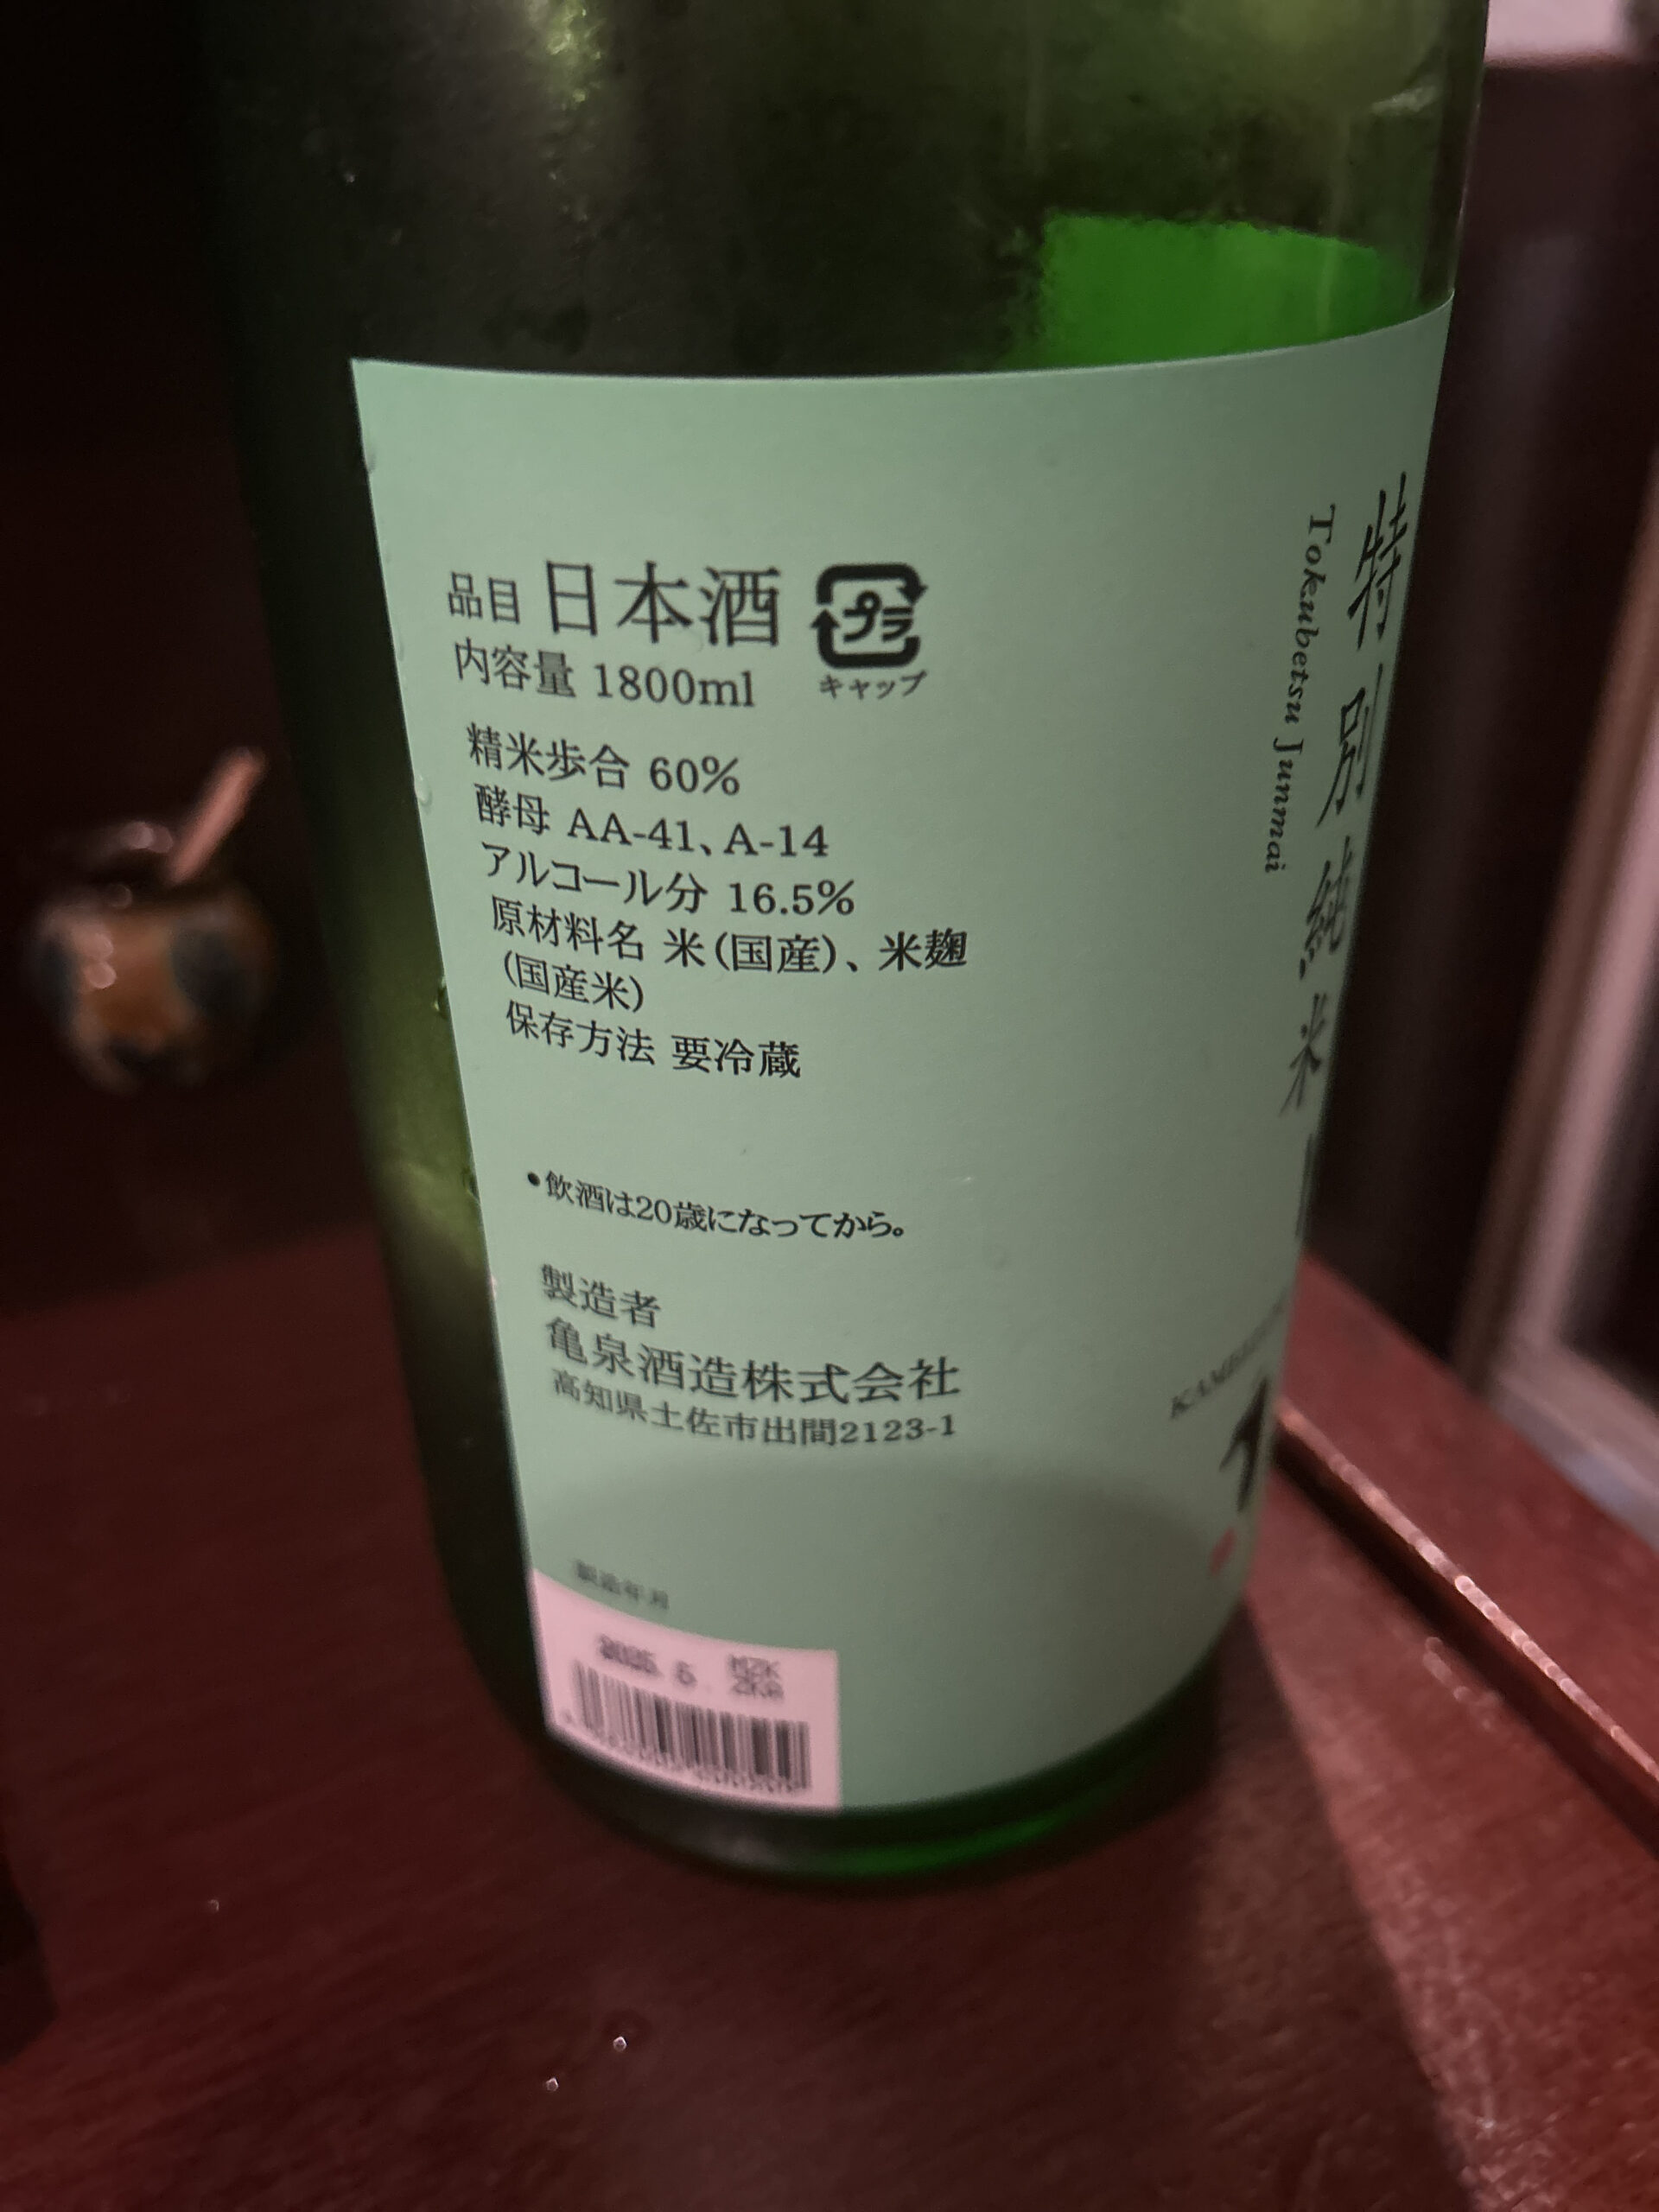 品目 日本酒
プラ
キャップ
内容量 1800ml
精米歩合 60%
酵母 AA-41、A-14
アルコール分 16.5%
原材料名 米(国産)、米麹
(国産米)
保存方法 要冷蔵
•飲酒は20歳になってから。
製造者
亀泉酒造株式会社
高知県土佐市出間2123-1
製造年月
特別純米
Tokubetsu Junmai